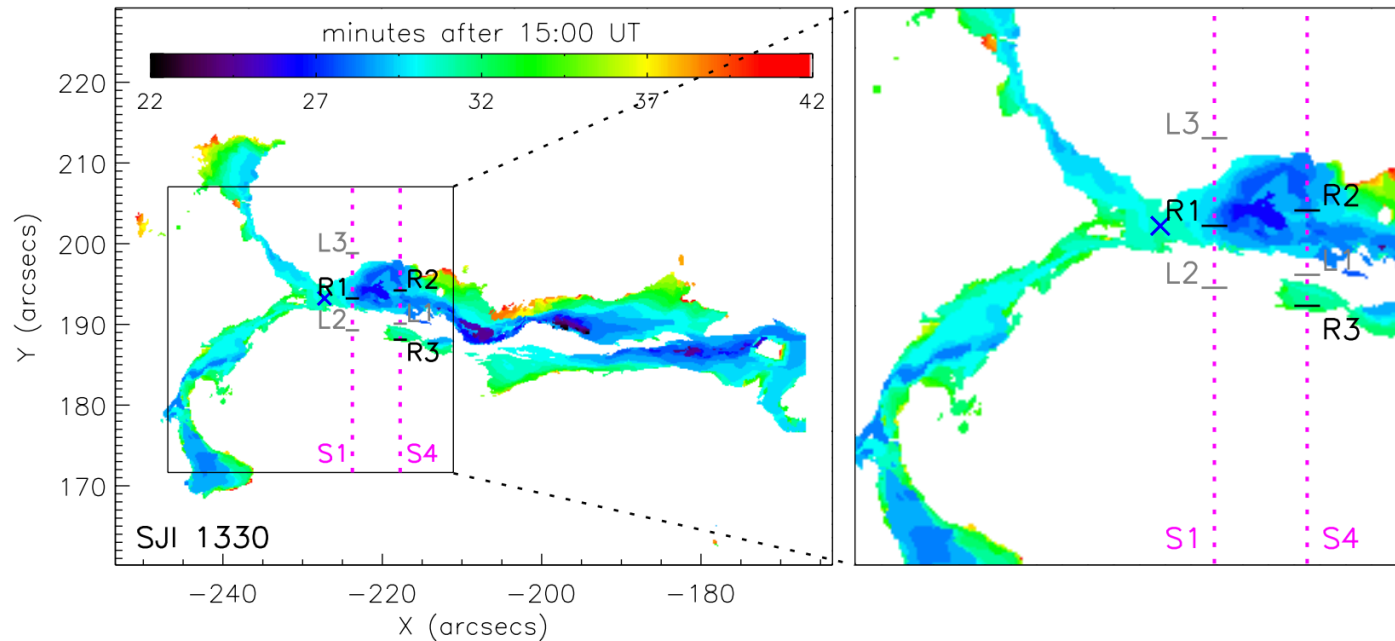 minutes after 15:00 UT
22 27 32 37 42
220
210
200
190
180
170
Y (arcsecs)
L3
R1 R2
L2 L1
R3
S1 S4
SJI 1330
-240 -220 -200 -180
X (arcsecs)
L3
R1 R2
L2 L1
R3
S1 S4